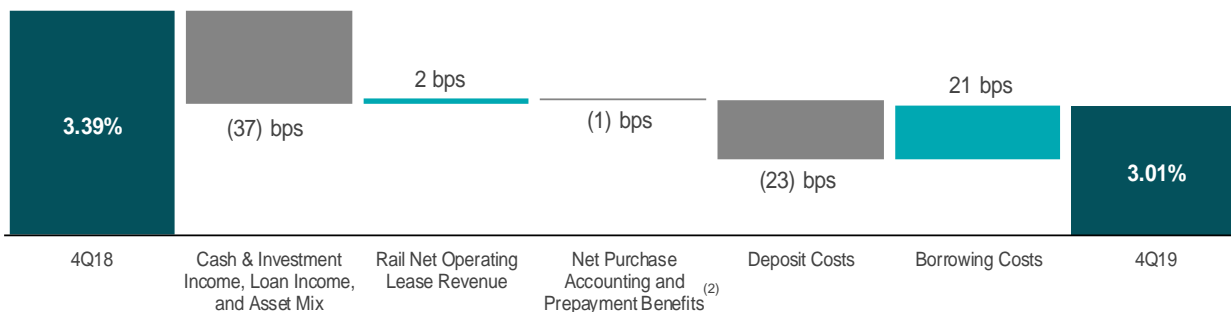 2 bps
21 bps
3.39%
(37) bps
(1) bps
(23) bps
3.01%
4Q18
Cash & Investment
Income, Loan Income,
and Asset Mix
Rail Net Operating
Lease Revenue
Net Purchase
Accounting and
Prepayment Benefits (2)
Deposit Costs
Borrowing Costs
4Q19